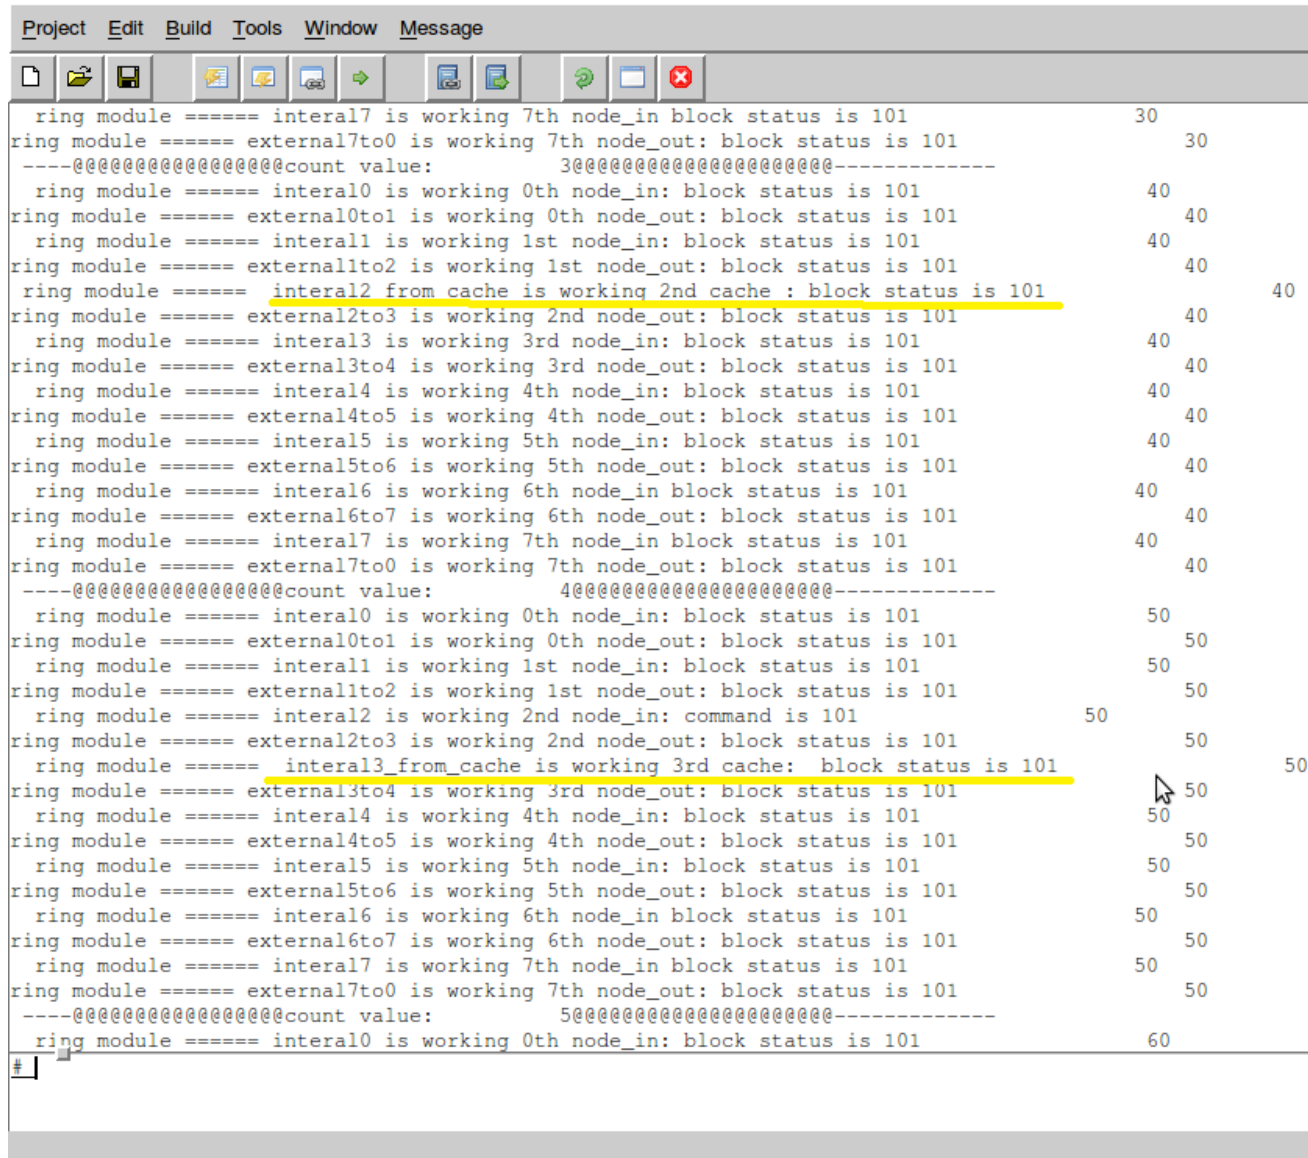 Project Edit Build Tools Window Message
ring module ====== interal7 is working 7th node_in block status is 101 30
ring module ====== external7to0 is working 7th node_out: block status is 101 30
----@@@@@@@@@@@@@@@@@count value: 3@@@@@@@@@@@@@@@@@@@@@-------------
ring module ====== interal0 is working 0th node_in: block status is 101 40
ring module ====== external0to1 is working 0th node_out: block status is 101 40
ring module ====== interal1 is working 1st node_in: block status is 101 40
ring module ====== external1to2 is working 1st node_out: block status is 101 40
ring module ====== interal2_from_cache is working 2nd cache : block status is 101 40
ring module ====== external2to3 is working 2nd node_out: block status is 101 40
ring module ====== interal3 is working 3rd node_in: block status is 101 40
ring module ====== external3to4 is working 3rd node_out: block status is 101 40
ring module ====== interal4 is working 4th node_in: block status is 101 40
ring module ====== external4to5 is working 4th node_out: block status is 101 40
ring module ====== interal5 is working 5th node_in: block status is 101 40
ring module ====== external5to6 is working 5th node_out: block status is 101 40
ring module ====== interal6 is working 6th node_in block status is 101 40
ring module ====== external6to7 is working 6th node_out: block status is 101 40
ring module ====== interal7 is working 7th node_in block status is 101 40
ring module ====== external7to0 is working 7th node_out: block status is 101 40
----@@@@@@@@@@@@@@@@@count value: 4@@@@@@@@@@@@@@@@@@@@@-------------
ring module ====== interal0 is working 0th node_in: block status is 101 50
ring module ====== external0to1 is working 0th node_out: block status is 101 50
ring module ====== interal1 is working 1st node_in: block status is 101 50
ring module ====== external1to2 is working 1st node_out: block status is 101 50
ring module ====== interal2 is working 2nd node_in: command is 101 50
ring module ====== external2to3 is working 2nd node_out: block status is 101 50
ring module ====== interal3_from_cache is working 3rd cache: block status is 101 50
ring module ====== external3to4 is working 3rd node_out: block status is 101 50
ring module ====== interal4 is working 4th node_in: block status is 101 50
ring module ====== external4to5 is working 4th node_out: block status is 101 50
ring module ====== interal5 is working 5th node_in: block status is 101 50
ring module ====== external5to6 is working 5th node_out: block status is 101 50
ring module ====== interal6 is working 6th node_in block status is 101 50
ring module ====== external6to7 is working 6th node_out: block status is 101 50
ring module ====== interal7 is working 7th node_in block status is 101 50
ring module ====== external7to0 is working 7th node_out: block status is 101 50
----@@@@@@@@@@@@@@@@@count value: 5@@@@@@@@@@@@@@@@@@@@@-------------
ring module ====== interal0 is working 0th node_in: block status is 101 60
#